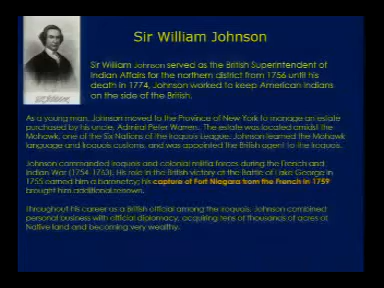 Sir William Johnson
Sir William Johnson served as the British Superintendent of
Indian Affairs for the northern district from 1756 until his
death in 1774, Johnson worked to keep American Indians
on the side of the British.
As a young man, Johnson moved to the Province of New York to manage an estate
purchased by his uncle, Admiral Peter Warren. The estate was located amidst the
Mohawk, one of the Six Nations of the Iroquois League. Johnson learned the Mohawk
language and Iroquois customs, and was appointed the British agent to the Iroquois.
Johnson commanded Iroquois and colonial militia forces during the French and
Indian War (1754-1763). His role in the British victory at the Battle of Lake George in
1755 earned him a baronetcy; his capture of Fort Niagara from the French in 1759
brought him additional renown.
Throughout his career as a British official among the Iroquois, Johnson combined
personal business with official diplomacy, acquiring tens of thousands of acres of
Native land and becoming very wealthy.